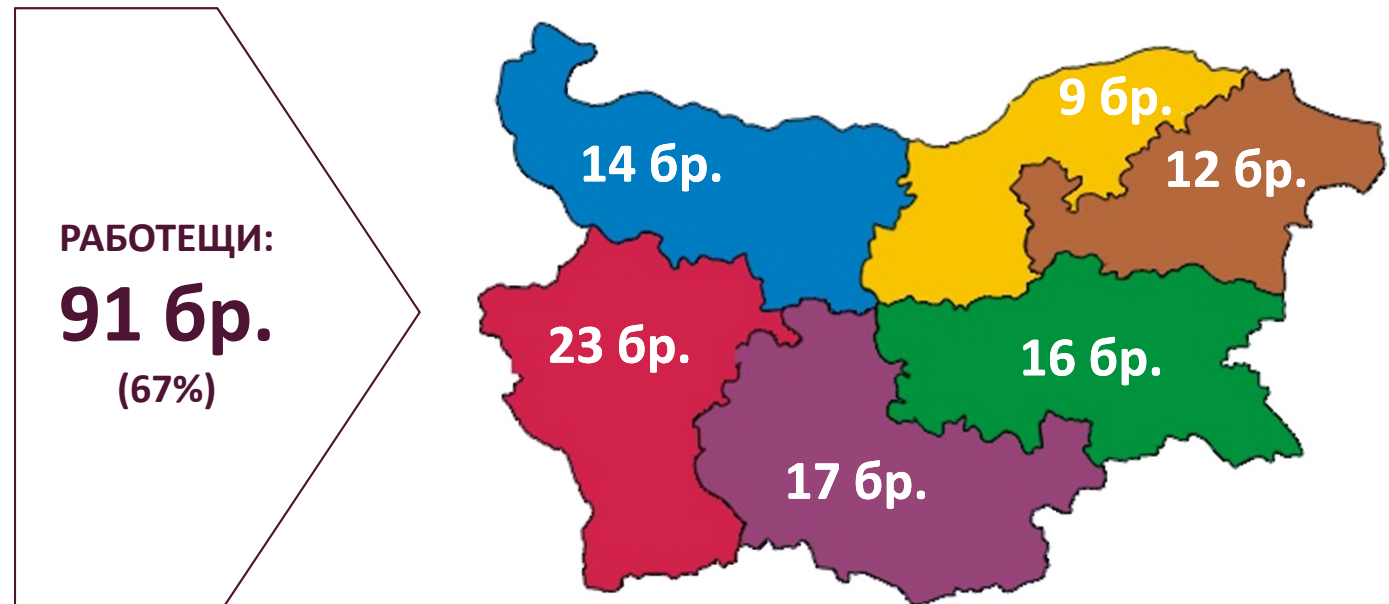 РАБОТЕЩИ:
91 бр.
(67%)
9 бр.
14 бр.
12 бр.
23 бр.
16 бр.
17 бр.